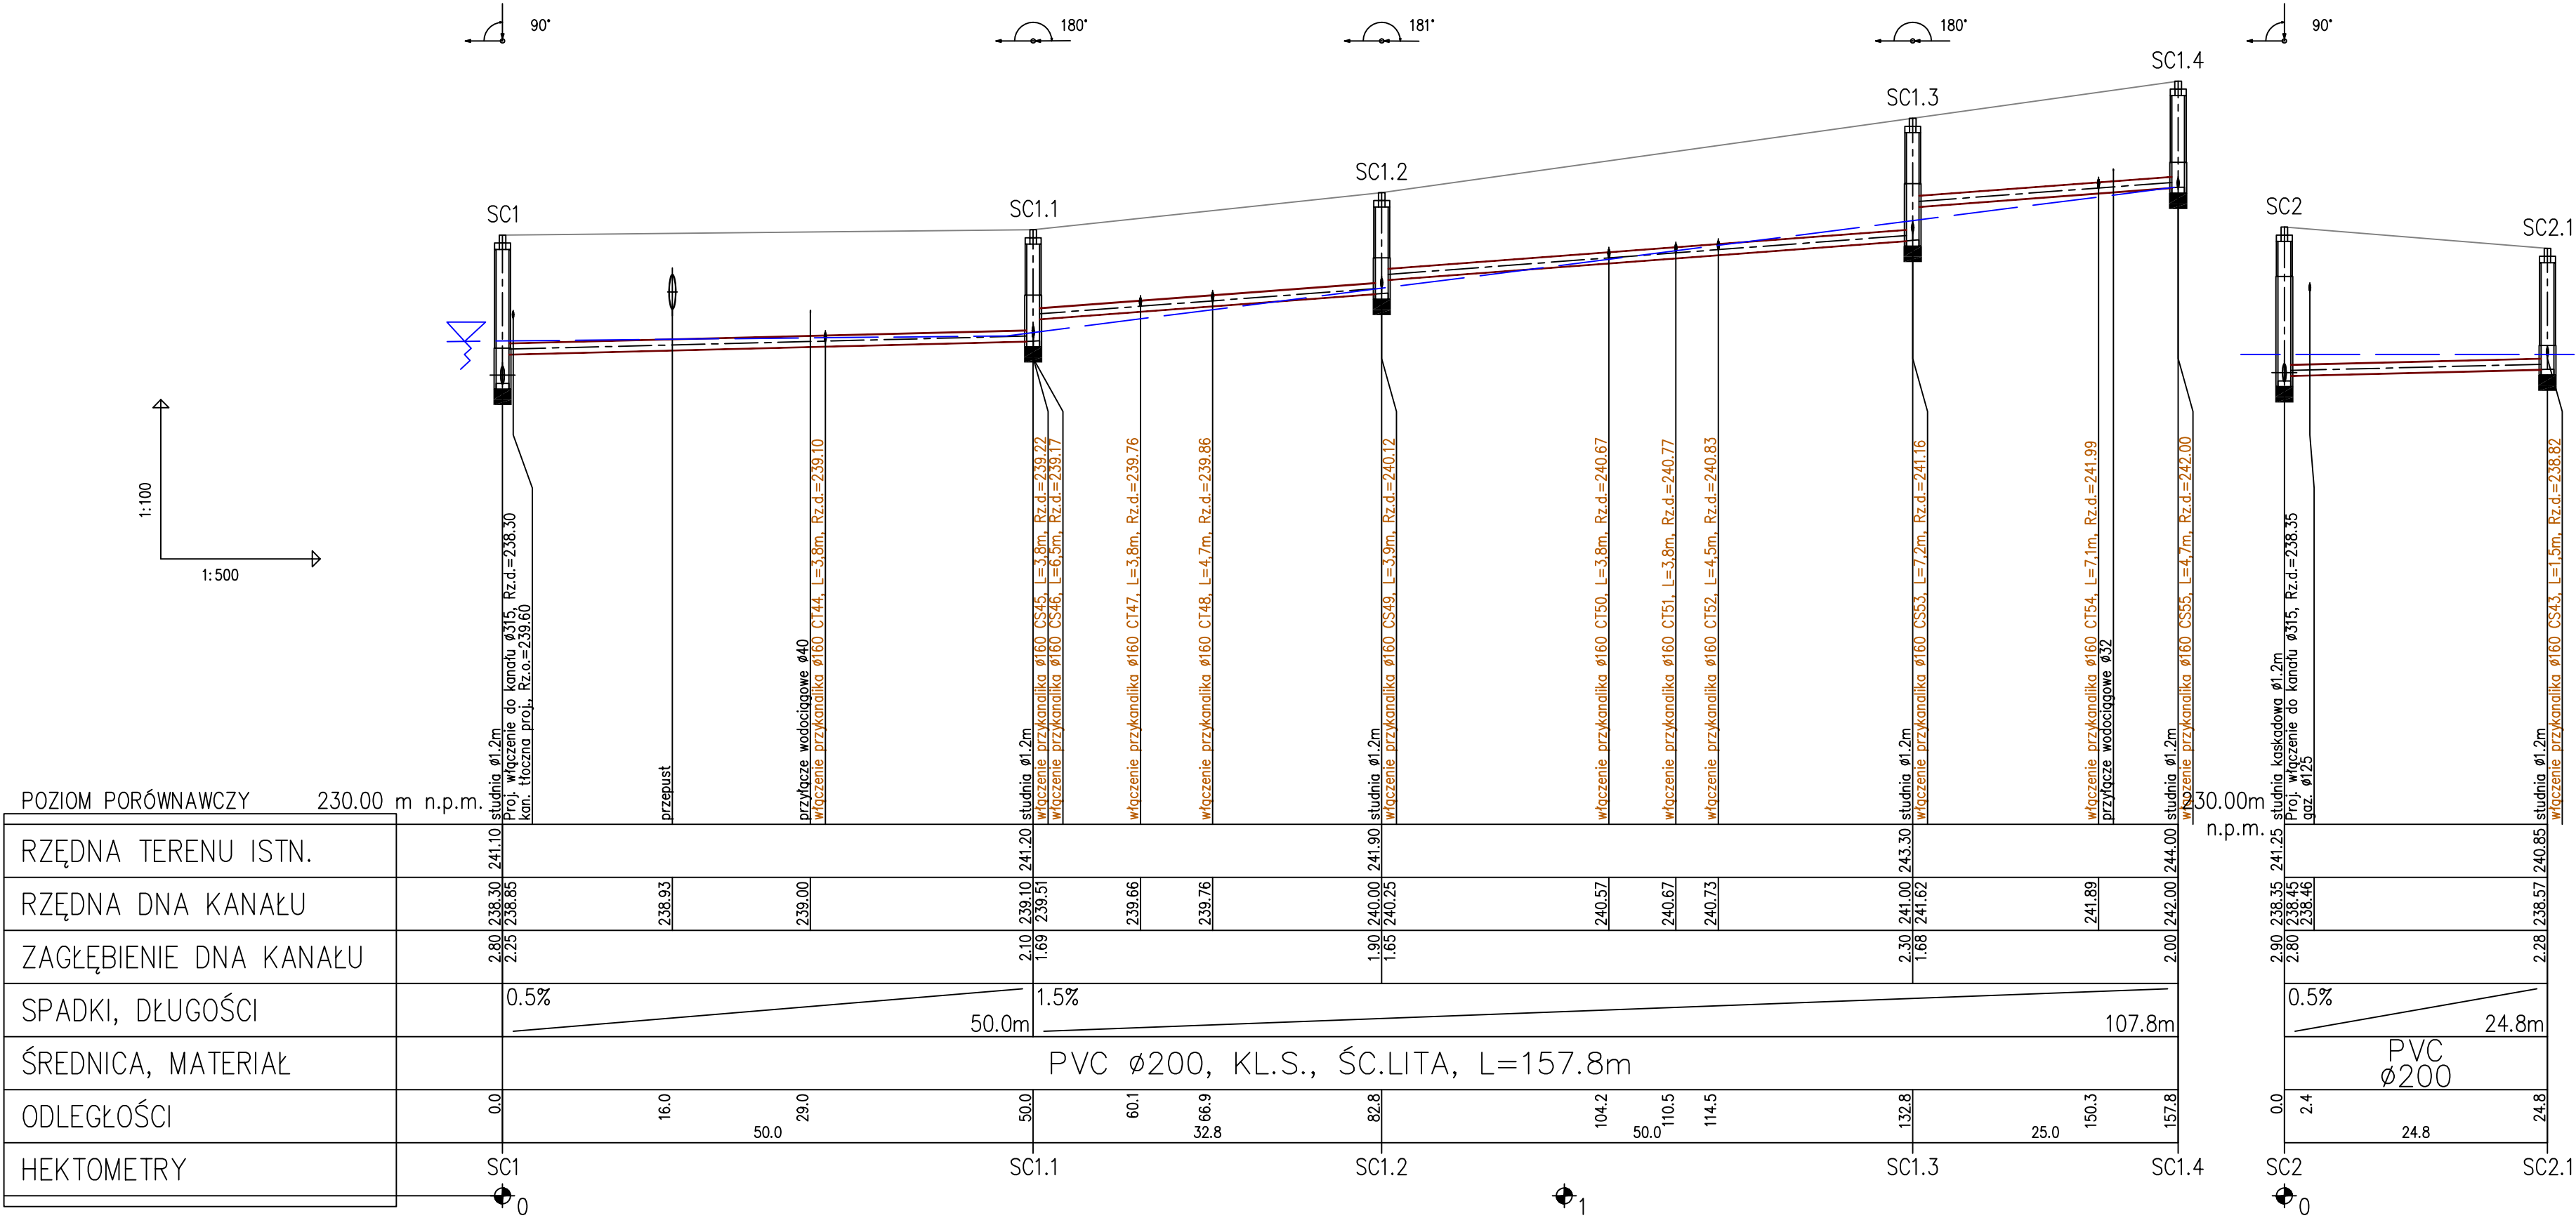 90°
180°
181°
180°
90°
SC1
SC1.1
SC1.2
SC1.3
SC1.4
SC2
SC2.1
1:100
1:500
studnia ø1.2m
Proj. włączenie do kanału ø315, Rz.d.=238.30
kan. tłoczna proj., Rz.o.=239.60
przepust
przyłącze wodociągowe ø40
włączenie przykanalika ø160 CT44, L=3,8m, Rz.d.=239.10
studnia ø1.2m
włączenie przykanalika ø160 CS45, L=3,8m, Rz.d.=239.22
włączenie przykanalika ø160 CS46, L=6,5m, Rz.d.=239.17
włączenie przykanalika ø160 CT47, L=3,8m, Rz.d.=239.76
włączenie przykanalika ø160 CT48, L=4,7m, Rz.d.=239.86
studnia ø1.2m
włączenie przykanalika ø160 CS49, L=3,9m, Rz.d.=240.12
włączenie przykanalika ø160 CT50, L=3,8m, Rz.d.=240.67
włączenie przykanalika ø160 CT51, L=3,8m, Rz.d.=240.77
włączenie przykanalika ø160 CT52, L=4,5m, Rz.d.=240.83
studnia ø1.2m
włączenie przykanalika ø160 CS53, L=7,2m, Rz.d.=241.16
włączenie przykanalika ø160 CT54, L=7,1m, Rz.d.=241.99
przyłącze wodociągowe ø32
studnia ø1.2m
włączenie przykanalika ø160 CS55, L=4,7m, Rz.d.=242.00
studnia kaskadowa ø1.2m
Proj. włączenie do kanału ø315, Rz.d.=238.35
gaz. ø125
studnia ø1.2m
włączenie przykanalika ø160 CS43, L=1,5m, Rz.d.=238.82
POZIOM PORÓWNAWCZY 230.00 m n.p.m.
230.00m
n.p.m.
RZĘDNA TERENU ISTN. 241.10 241.20 241.90 243.30 244.00 241.25 240.85
RZĘDNA DNA KANAŁU 238.30 238.85 238.93 239.00 239.10 239.51 239.66 239.76 240.00 240.25 240.57 240.67 240.73 241.00 241.62 241.89 242.00 238.35 238.45 238.46 238.57
ZAGŁĘBIENIE DNA KANAŁU 2.80 2.25 2.10 1.69 1.90 1.65 2.30 1.68 2.00 2.90 2.80 2.28
SPADKI, DŁUGOŚCI 0.5% 50.0m 1.5% 107.8m 0.5% 24.8m
ŚREDNICA, MATERIAŁ PVC ø200, KL.S., ŚC.LITA, L=157.8m
PVC
ø200
ODLEGŁOŚCI 0.0 16.0 29.0 50.0 60.1 66.9 82.8 104.2 110.5 114.5 132.8 150.3 157.8 0.0 2.4 24.8
50.0 32.8 50.0 25.0 24.8
HEKTOMETRY SC1 SC1.1 SC1.2 SC1.3 SC1.4 SC2 SC2.1
0 1 0